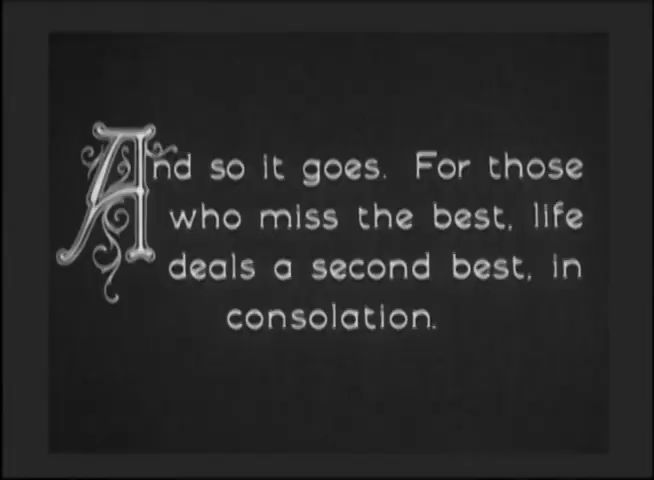 And so it goes. For those
who miss the best, life
deals a second best, in
consolation.